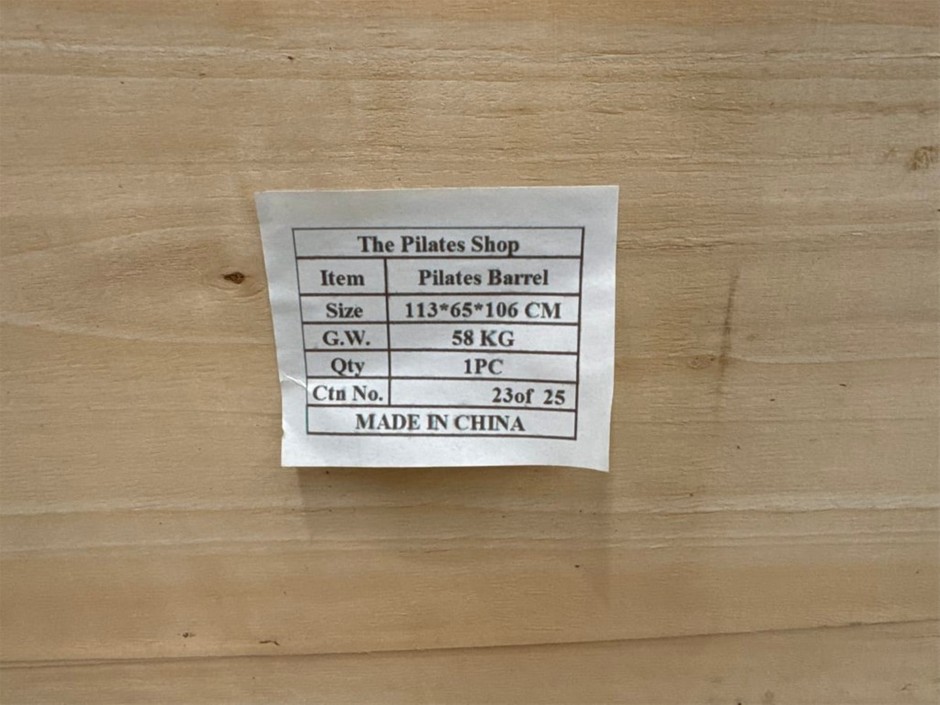 The Pilates Shop
Item Pilates Barrel
Size 113*65*106 CM
G.W. 58 KG
Qty 1PC
Ctn No. 23of 25
MADE IN CHINA